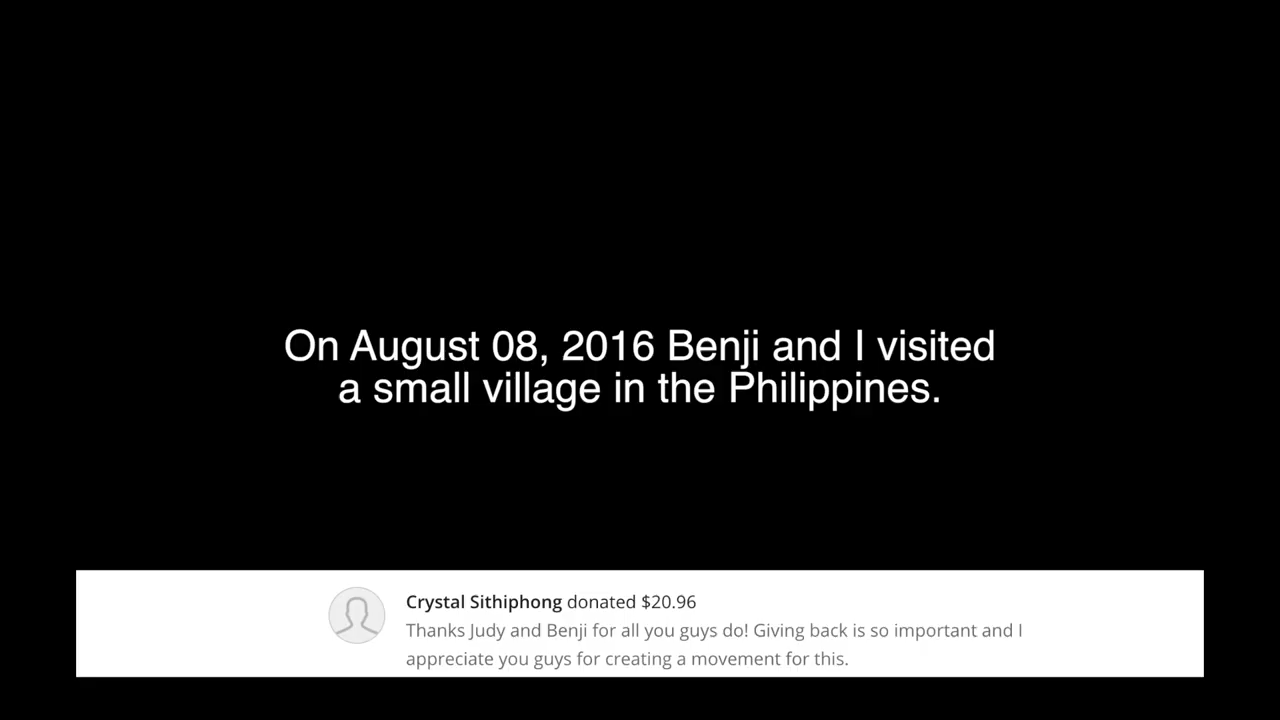 On August 08, 2016 Benji and I visited
a small village in the Philippines.
Crystal Sithiphong donated $20.96
Thanks Judy and Benji for all you guys do! Giving back is so important and I
appreciate you guys for creating a movement for this.